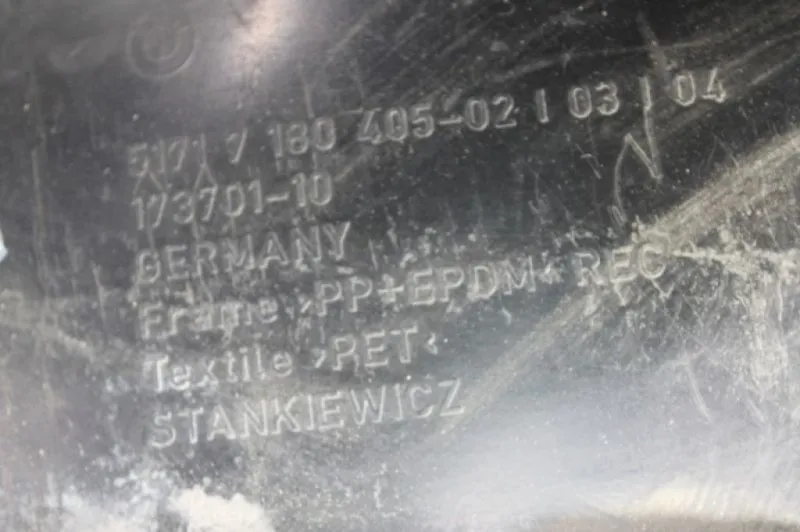 5171 7 180 405-02 | 03 | 04
173701-10
GERMANY
Frame >PP+EPDM< REC
Textile >PET<
STANKIEWICZ